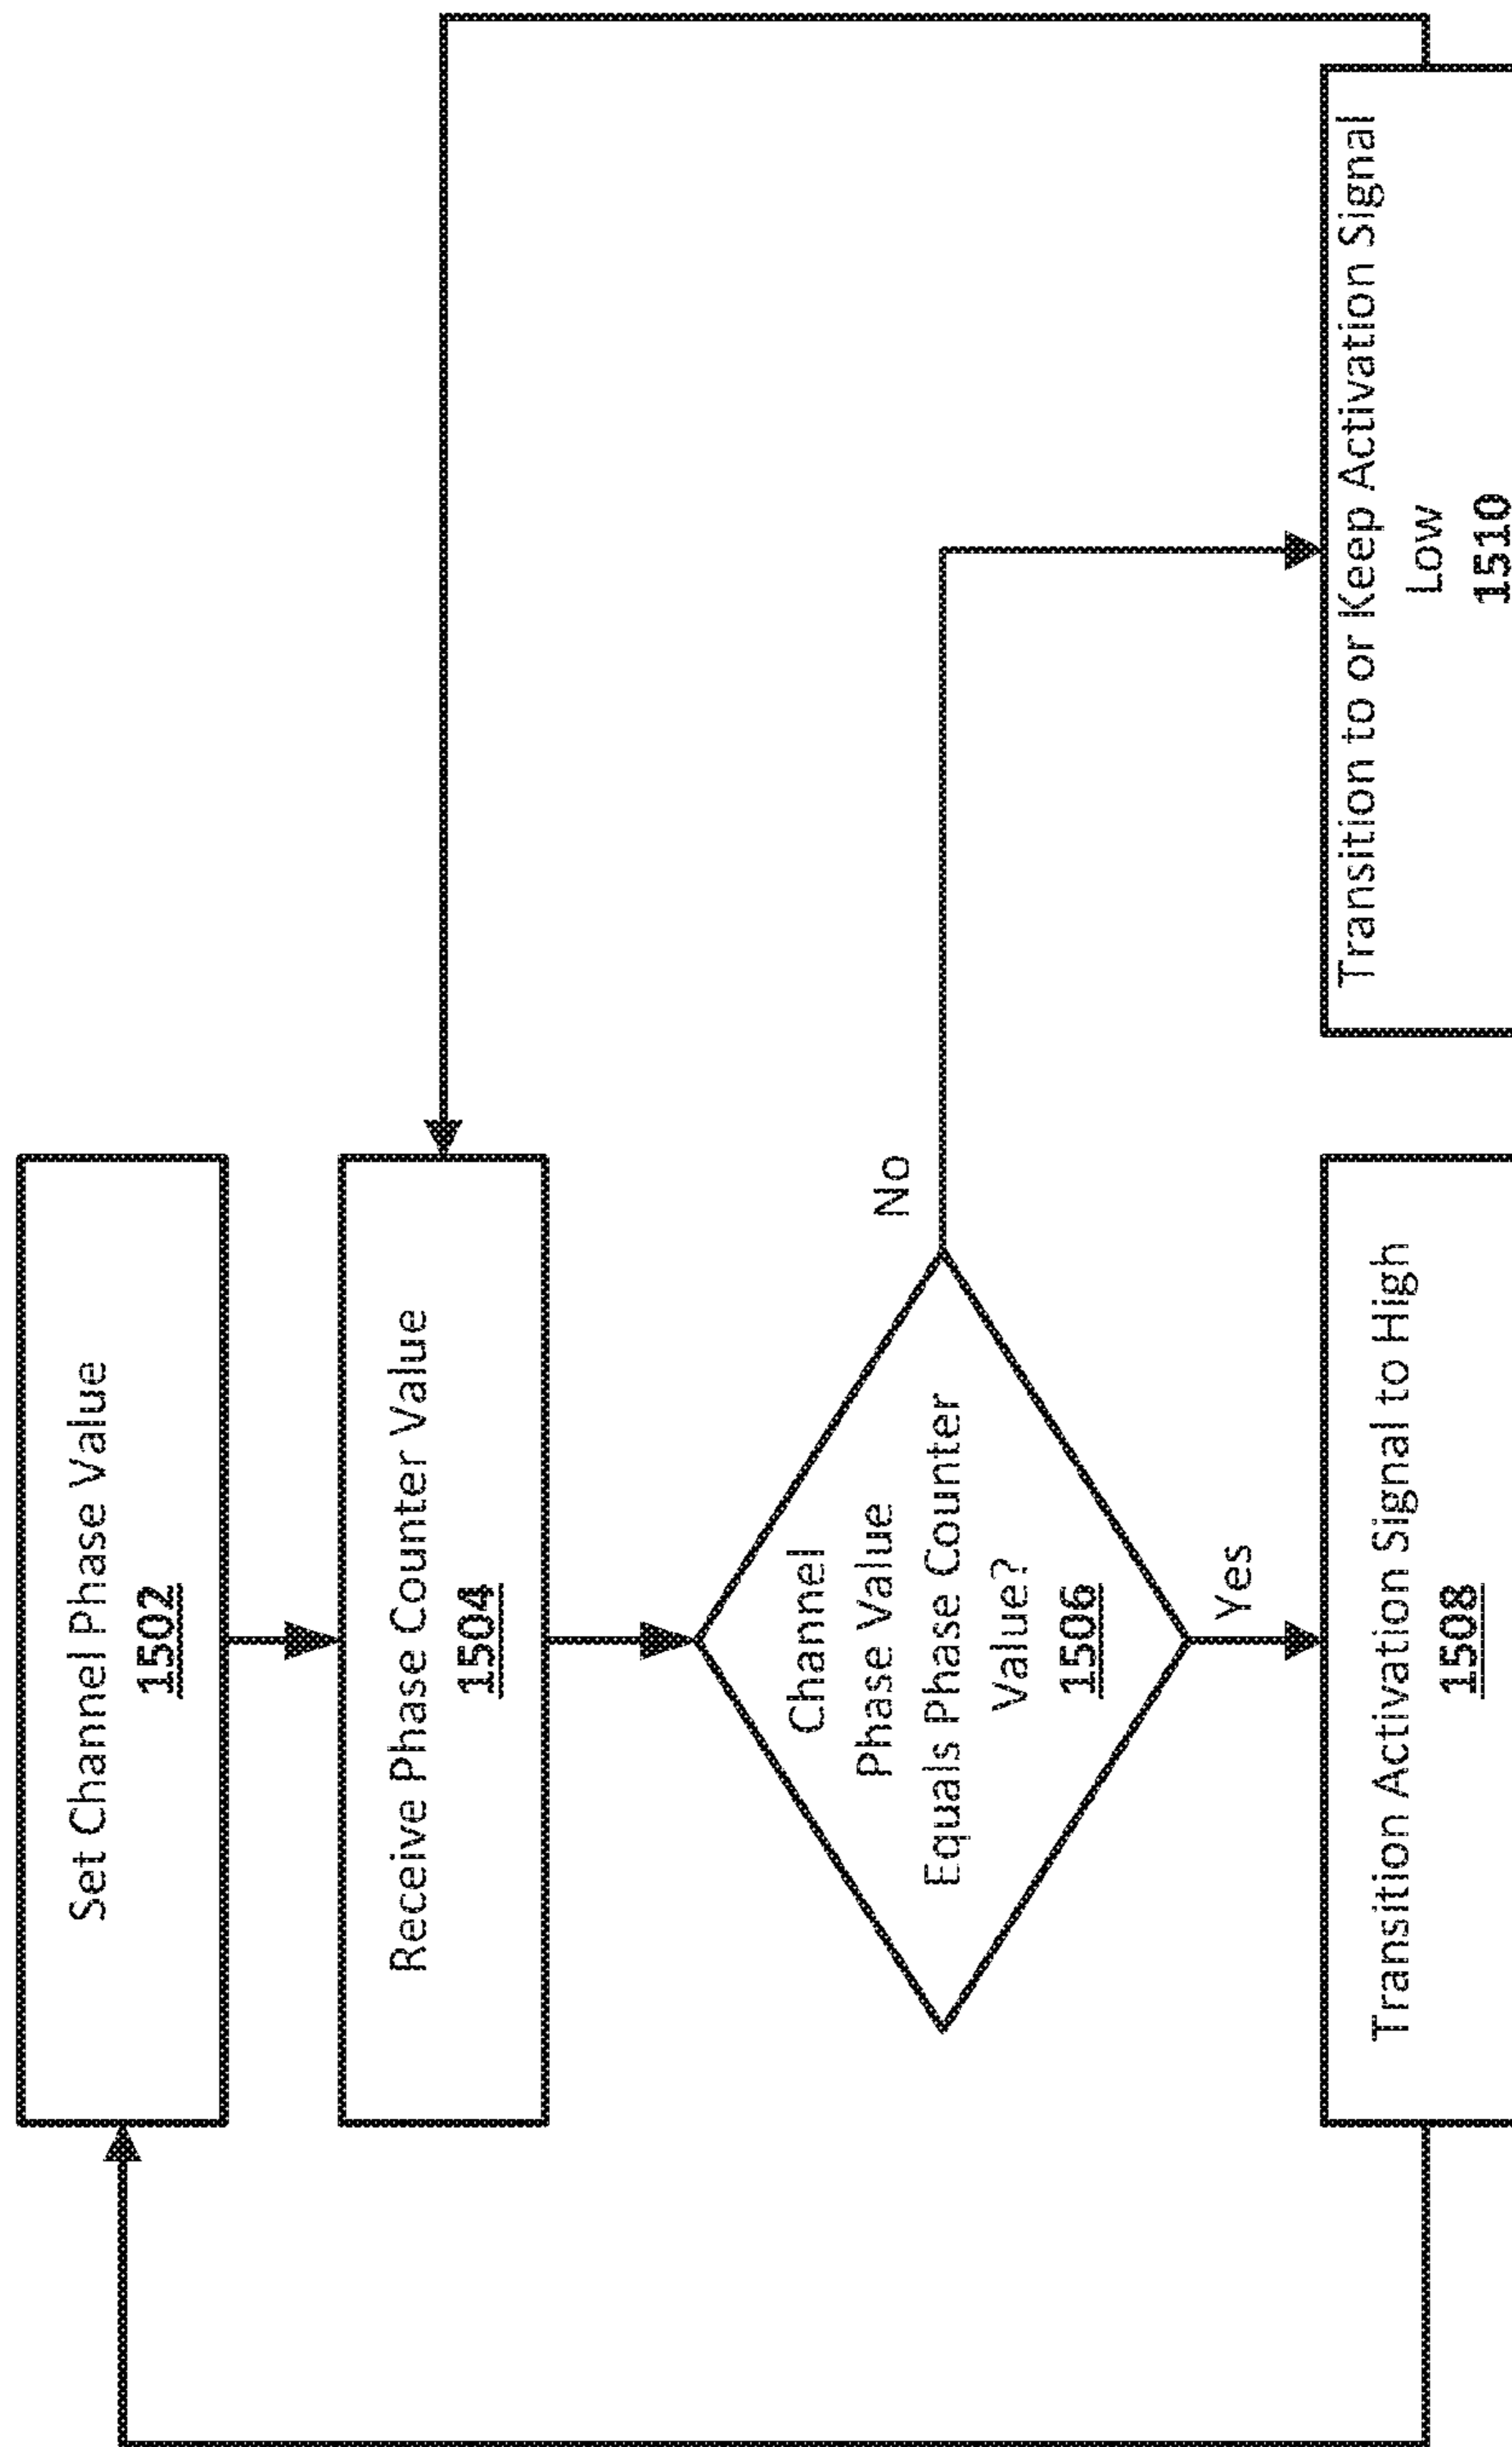 Set Channel Phase Value
1502
Receive Phase Counter Value
1504
Channel
Phase Value
Equals Phase Counter
Value?
1506
No
Yes
Transition Activation Signal to High
1508
Transition to or Keep Activation Signal
Low
1510